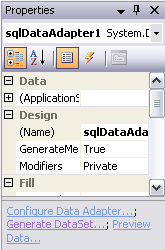 Properties
sqlDataAdapter1 System.D
Data
(ApplicationS
Design
(Name) sqlDataAda
GenerateMe True
Modifiers Private
Fill
Configure Data Adapter...;
Generate DataSet...; Preview
Data...